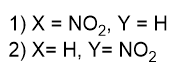 1) X = NO₂, Y = H
2) X= H, Y= NO₂